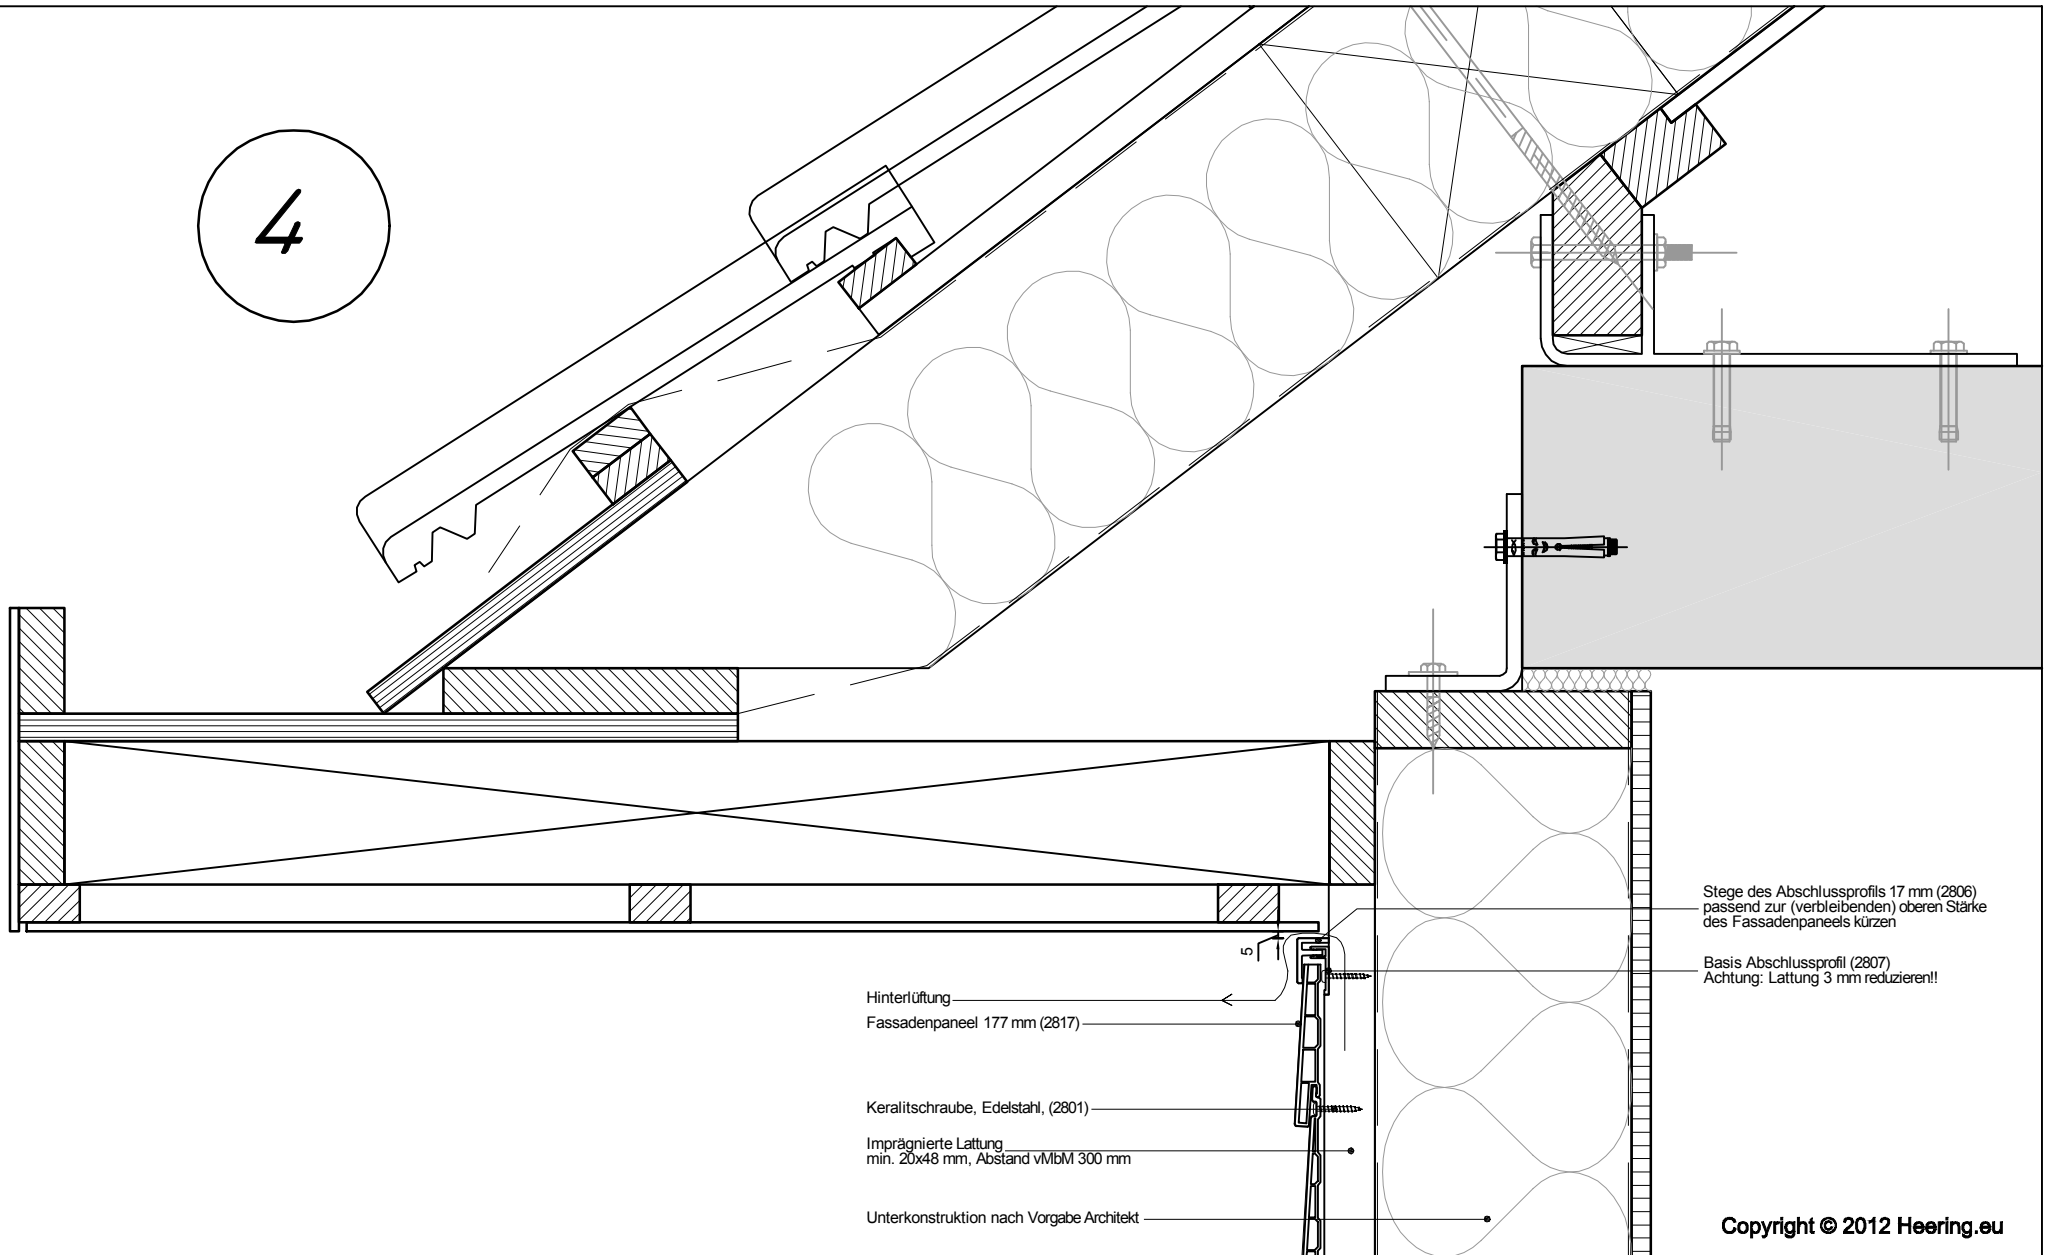 4
Stege des Abschlussprofils 17 mm (2806)
passend zur (verbleibenden) oberen Stärke
des Fassadenpaneels kürzen
5
Basis Abschlussprofil (2807)
Achtung: Lattung 3 mm reduzieren!!
Hinterlüftung
Fassadenpaneel 177 mm (2817)
Keralitschraube, Edelstahl, (2801)
Imprägnierte Lattung
min. 20x48 mm, Abstand vMbM 300 mm
Unterkonstruktion nach Vorgabe Architekt
Copyright © 2012 Heering.eu